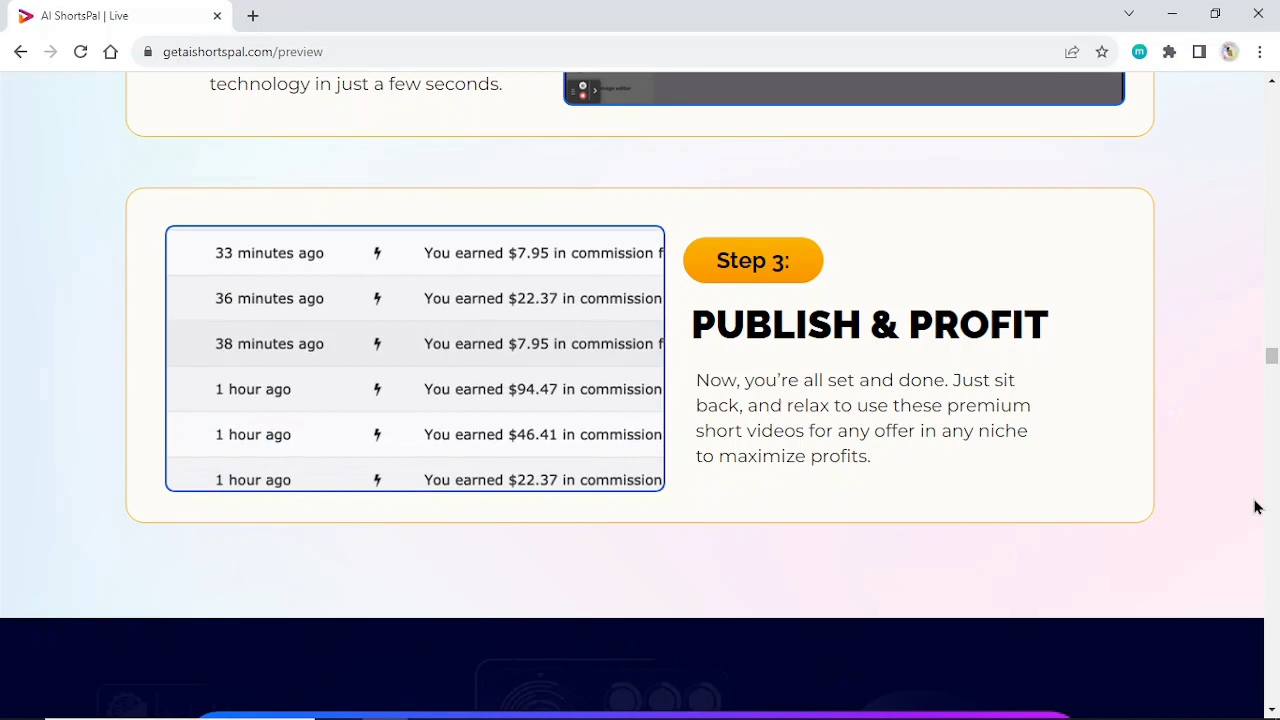 AI ShortsPal | Live
getaishortspal.com/preview
m
technology in just a few seconds.
33 minutes ago You earned $7.95 in commission f
36 minutes ago You earned $22.37 in commission
38 minutes ago You earned $7.95 in commission f
1 hour ago You earned $94.47 in commission
1 hour ago You earned $46.41 in commission
1 hour ago You earned $22.37 in commission
Step 3:
PUBLISH & PROFIT
Now, you’re all set and done. Just sit
back, and relax to use these premium
short videos for any offer in any niche
to maximize profits.